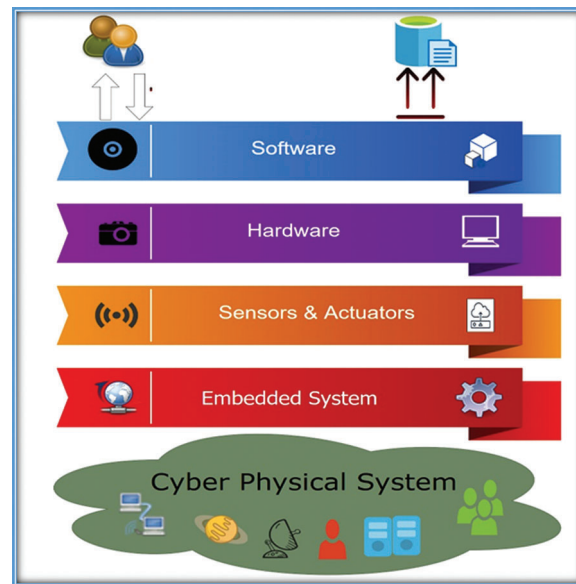 Software
Hardware
Sensors & Actuators
Embedded System
Cyber Physical System